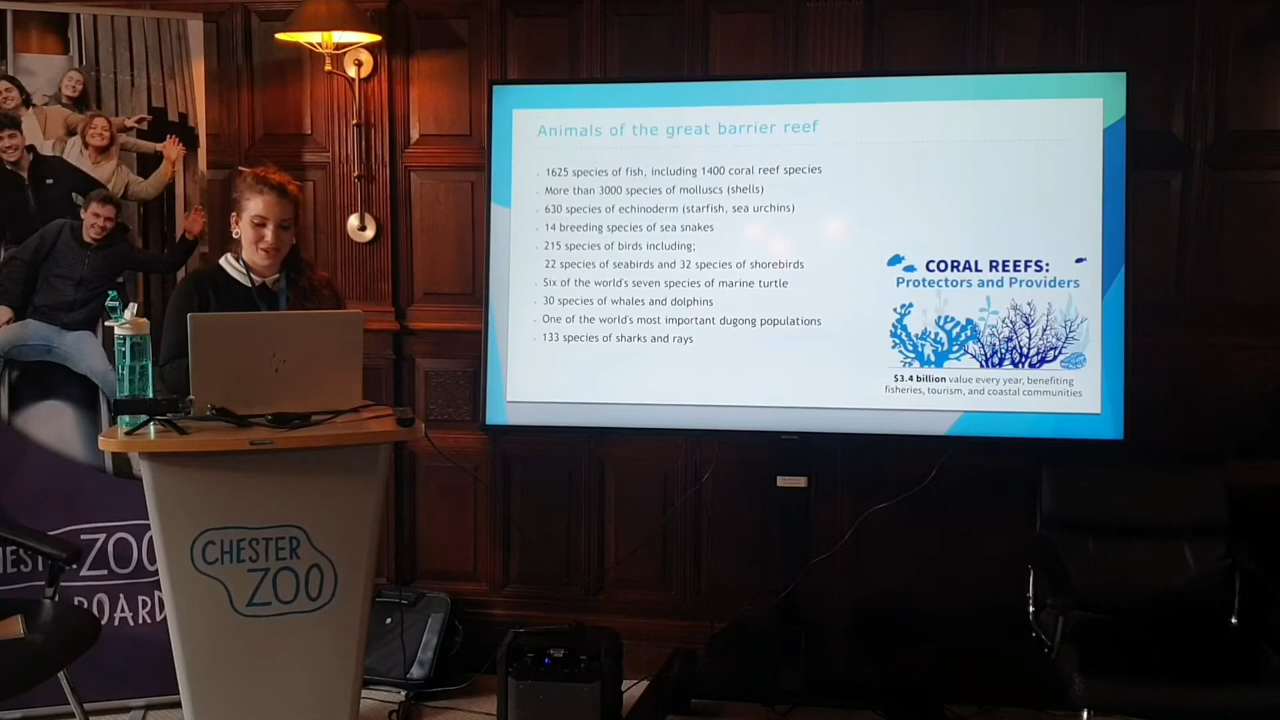 Animals of the great barrier reef
1625 species of fish, including 1400 coral reef species
More than 3000 species of molluscs (shells)
630 species of echinoderm (starfish, sea urchins)
14 breeding species of sea snakes
215 species of birds including;
22 species of seabirds and 32 species of shorebirds
Six of the world's seven species of marine turtle
30 species of whales and dolphins
One of the world's most important dugong populations
133 species of sharks and rays
CORAL REEFS:
Protectors and Providers
$3.4 billion value every year, benefiting
fisheries, tourism, and coastal communities
hp
CHESTER
ZOO
ZOO
BOARD